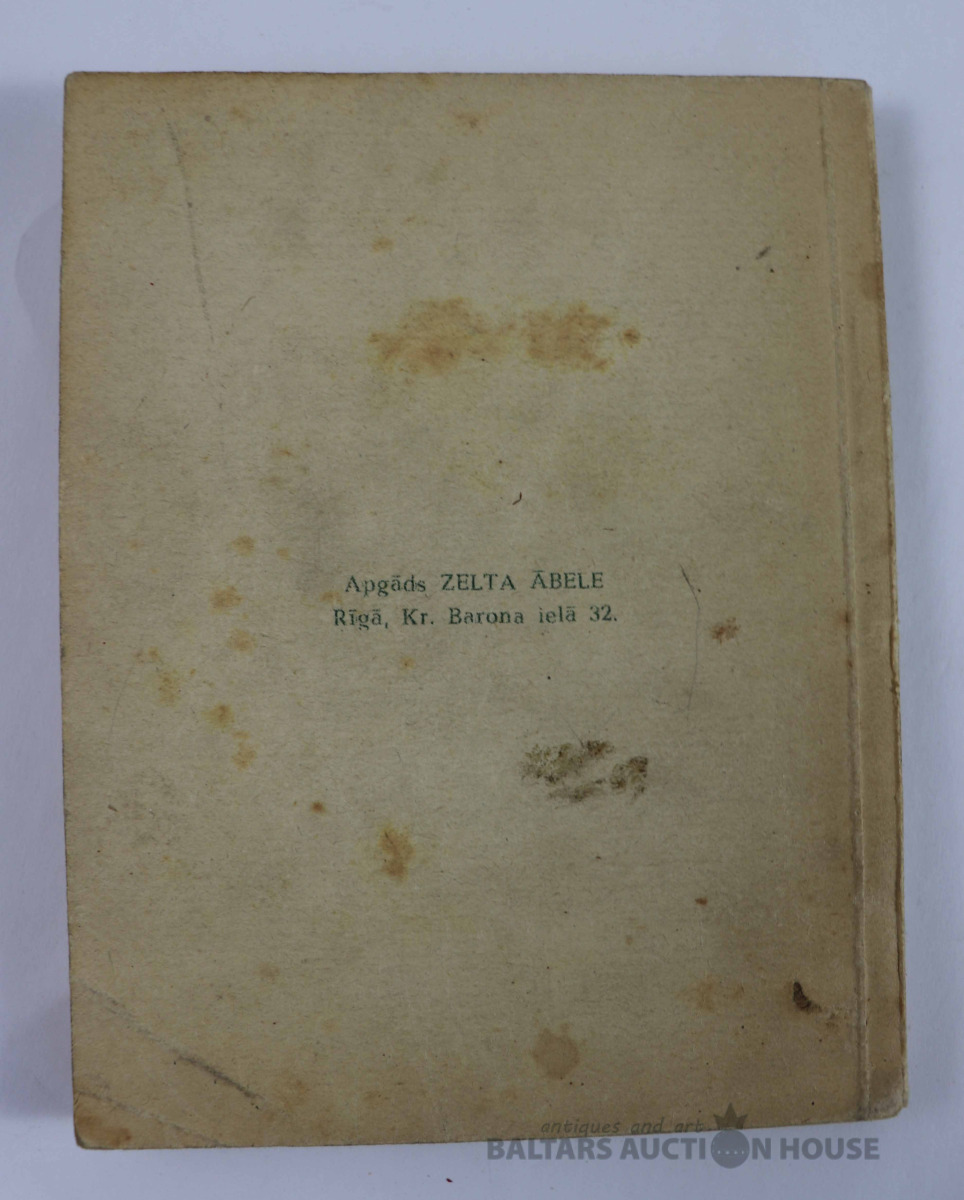 Apgāds ZELTA ĀBELE
Rīgā, Kr. Barona ielā 32.
antiques and art
BALTARS AUCTION HOUSE